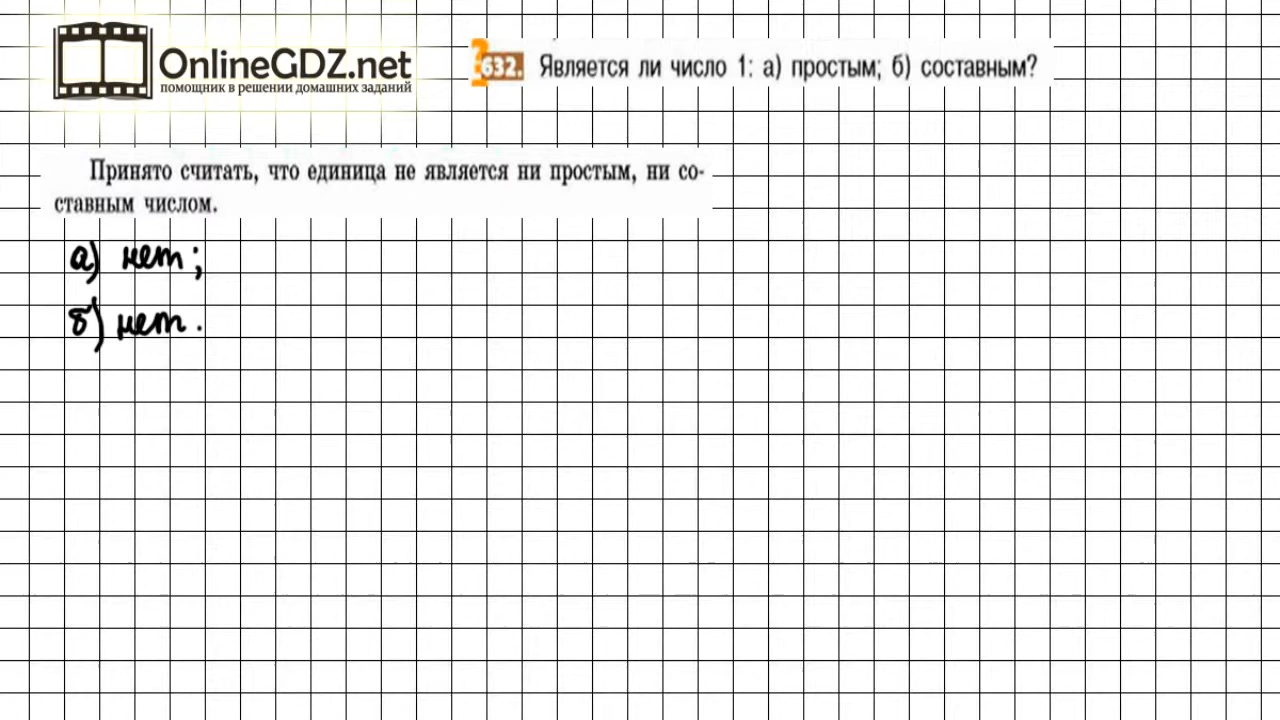 OnlineGDZ.net
помощник в решении домашних заданий
632. Является ли число 1: а) простым; б) составным?
Принято считать, что единица не является ни простым, ни со-
ставным числом.
а) нет;
б) нет.